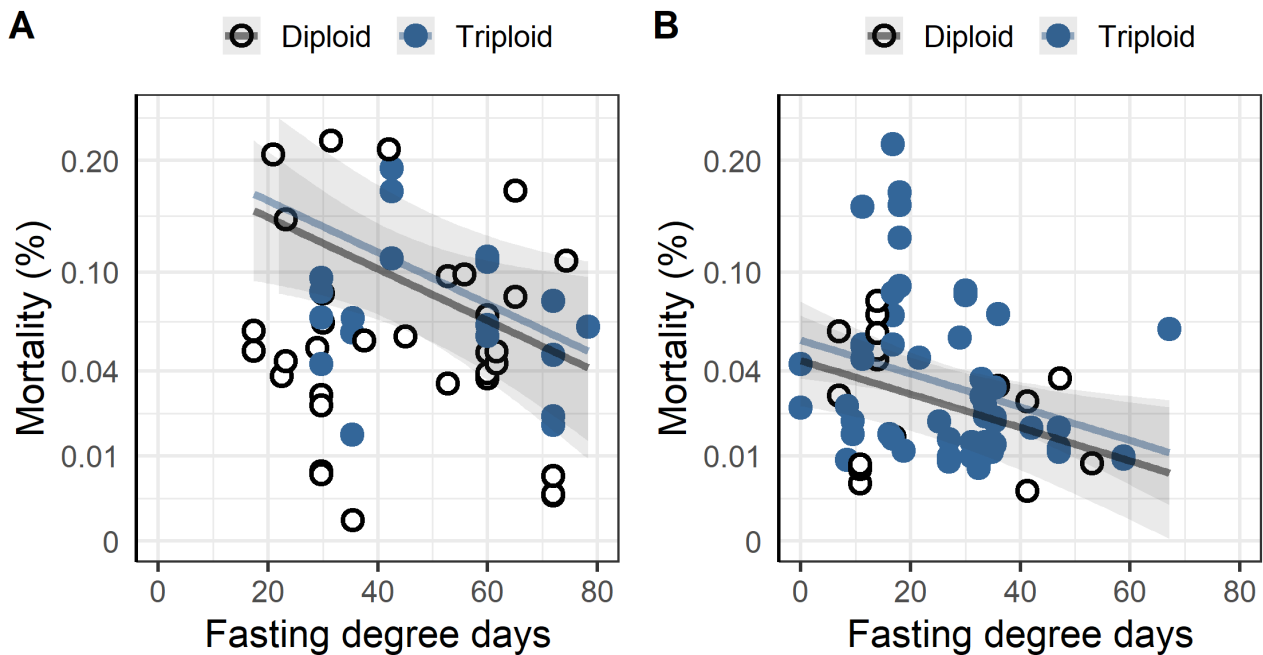 A
Diploid Triploid
Mortality (%)
0.20
0.10
0.04
0.01
0
0 20 40 60 80
Fasting degree days
B
Diploid Triploid
Mortality (%)
0.20
0.10
0.04
0.01
0
0 20 40 60 80
Fasting degree days